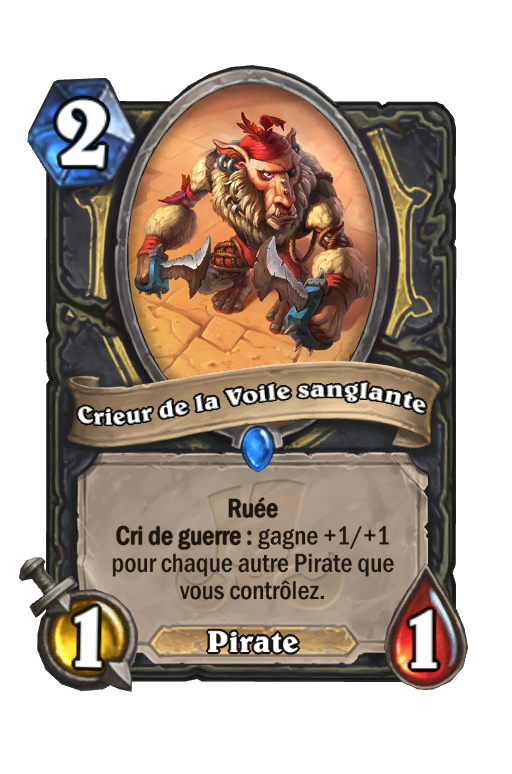 2
Crieur de la Voile sanglante
Ruée
Cri de guerre : gagne +1/+1
pour chaque autre Pirate que
vous contrôlez.
1
Pirate
1